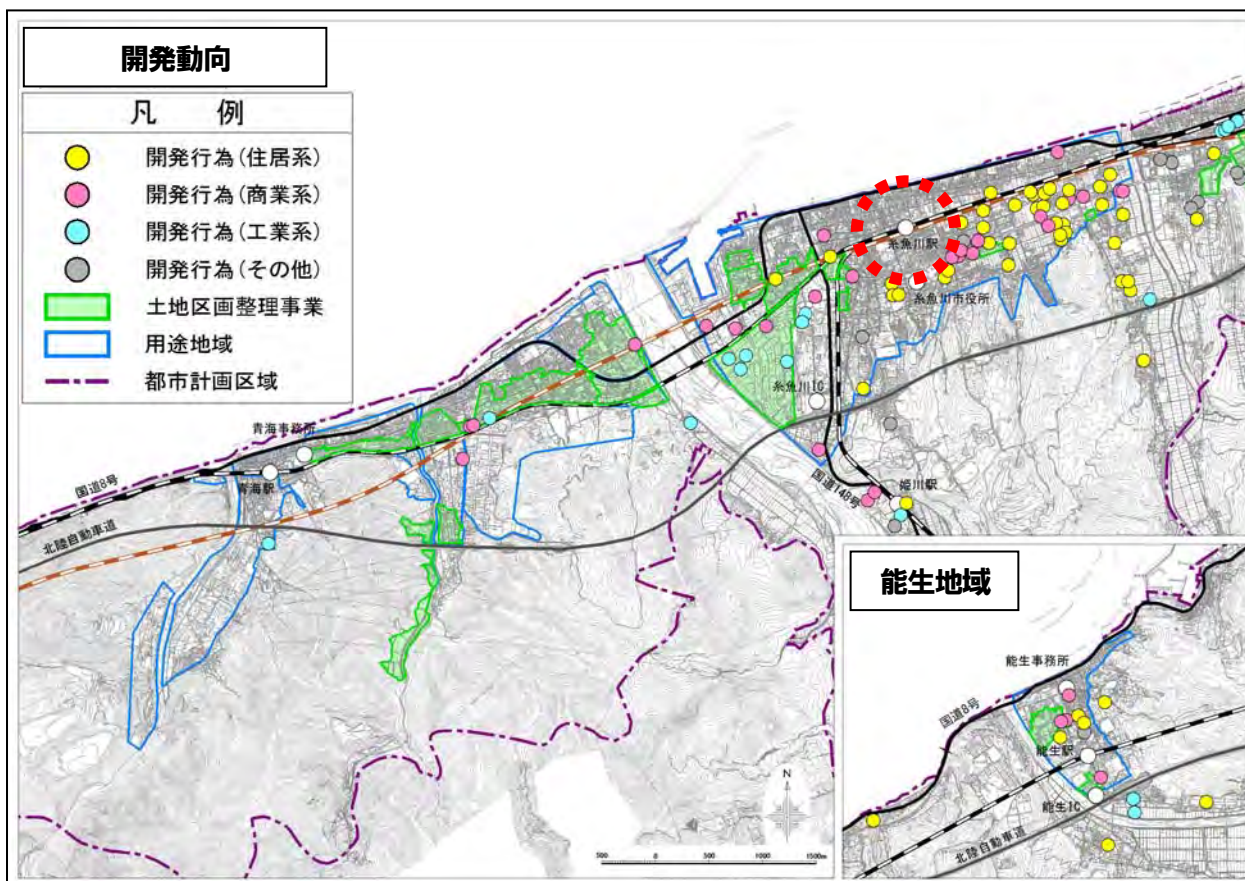 開発動向
凡 例
開発行為(住居系)
開発行為(商業系)
開発行為(工業系)
開発行為(その他)
土地区画整理事業
用途地域
都市計画区域
糸魚川駅
糸魚川市役所
糸魚川IC
青海事務所
青海駅
国道8号
北陸自動車道
国道148号
姫川駅
N
500 0 500 1000 1500m
能生地域
能生事務所
国道8号
能生駅
能生IC
北陸自動車道